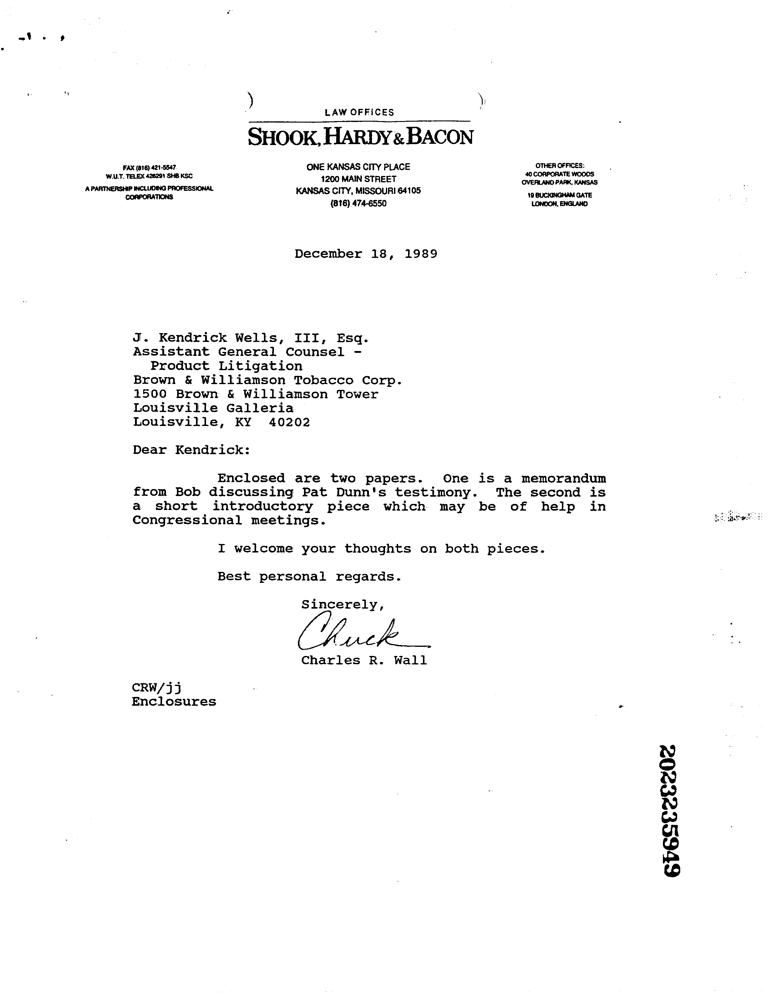 LAW OFFICES
SHOOK, HARDY & BACON
FAX (816) 421-5547
W.U.T. TELEX 426291 SHB KSC
A PARTNERSHIP INCLUDING PROFESSIONAL
CORPORATIONS
ONE KANSAS CITY PLACE
1200 MAIN STREET
KANSAS CITY, MISSOURI 64105
(816) 474-6550
OTHER OFFICES:
40 CORPORATE WOODS
OVERLAND PARK, KANSAS
19 BUCKINGHAM GATE
LONDON, ENGLAND
December 18, 1989
J. Kendrick Wells, III, Esq.
Assistant General Counsel -
Product Litigation
Brown & Williamson Tobacco Corp.
1500 Brown & Williamson Tower
Louisville Galleria
Louisville, KY 40202
Dear Kendrick:
Enclosed are two papers. One is a memorandum
from Bob discussing Pat Dunn's testimony. The second is
a short introductory piece which may be of help in
Congressional meetings.
I welcome your thoughts on both pieces.
Best personal regards.
Sincerely,
Chuck
Charles R. Wall
CRW/jj
Enclosures
2023235949